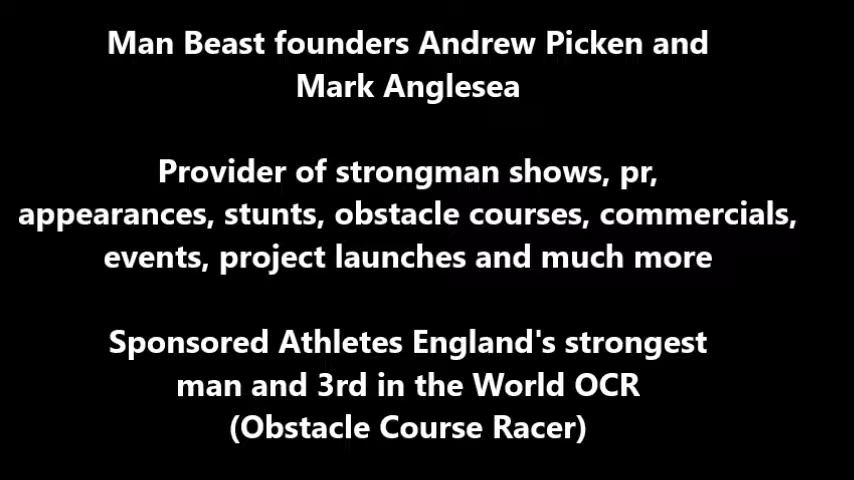 Man Beast founders Andrew Picken and
Mark Anglesea
Provider of strongman shows, pr,
appearances, stunts, obstacle courses, commercials,
events, project launches and much more
Sponsored Athletes England's strongest
man and 3rd in the World OCR
(Obstacle Course Racer)